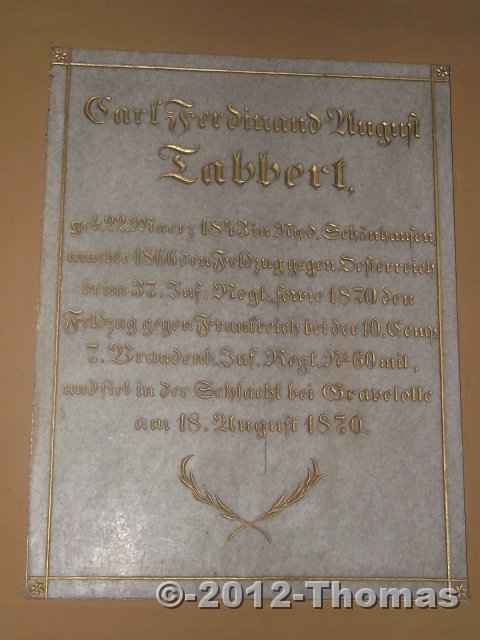 Carl Ferdinand August
Tabbert,
geb. 22. Maerz 1843 in Nied. Schönhausen,
machte 1866 den Feldzug gegen Oesterreich
beim 37. Inf. Regt., sowie 1870 den
Feldzug gegen Frankreich bei der 10. Comp.
7. Brandenb. Inf. Regt. No 60 mit,
und fiel in der Schlacht bei Gravelotte
am 18. August 1870.
©-2012-Thomas